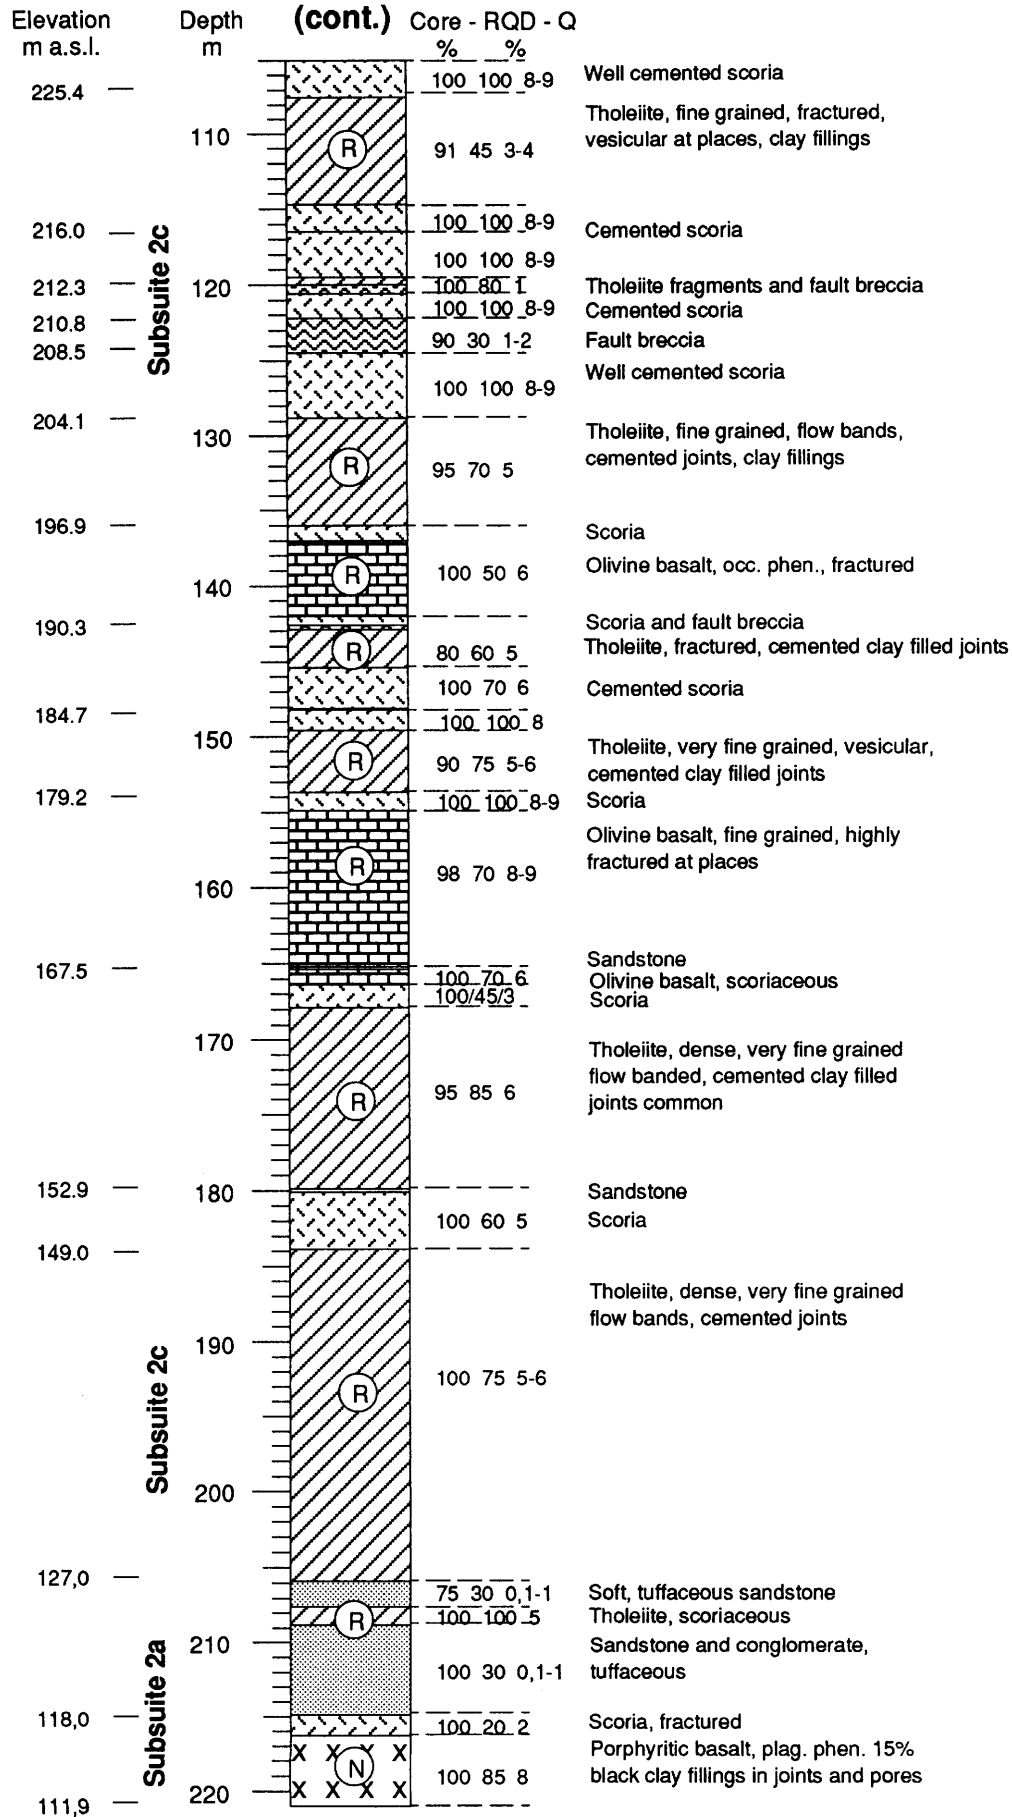 Elevation Depth (cont.) Core - RQD - Q
m a.s.l. m % %
100 100 8-9 Well cemented scoria
225.4
Tholeiite, fine grained, fractured,
110 R 91 45 3-4 vesicular at places, clay fillings
216.0 100 100 8-9 Cemented scoria
100 100 8-9
212.3 120 100 80 1 Tholeiite fragments and fault breccia
100 100 8-9 Cemented scoria
210.8
90 30 1-2 Fault breccia
208.5
Well cemented scoria
100 100 8-9
Subsuite 2c
204.1
130 Tholeiite, fine grained, flow bands,
R 95 70 5 cemented joints, clay fillings
196.9 Scoria
R 100 50 6 Olivine basalt, occ. phen., fractured
140
190.3 Scoria and fault breccia
R 80 60 5 Tholeiite, fractured, cemented clay filled joints
100 70 6 Cemented scoria
184.7 100 100 8
150 Tholeiite, very fine grained, vesicular,
R 90 75 5-6 cemented clay filled joints
179.2 100 100 8-9 Scoria
Olivine basalt, fine grained, highly
R 98 70 8-9 fractured at places
160
Sandstone
167.5 100 70 6 Olivine basalt, scoriaceous
100/45/3 Scoria
170 Tholeiite, dense, very fine grained
flow banded, cemented clay filled
R 95 85 6 joints common
152.9 180 Sandstone
100 60 5 Scoria
149.0
Tholeiite, dense, very fine grained
flow bands, cemented joints
190
R 100 75 5-6
Subsuite 2c
200
127,0
75 30 0,1-1 Soft, tuffaceous sandstone
R 100 100 5 Tholeiite, scoriaceous
210 Sandstone and conglomerate,
100 30 0,1-1 tuffaceous
Subsuite 2a
118,0 100 20 2 Scoria, fractured
Porphyritic basalt, plag. phen. 15%
N 100 85 8 black clay fillings in joints and pores
220
111,9